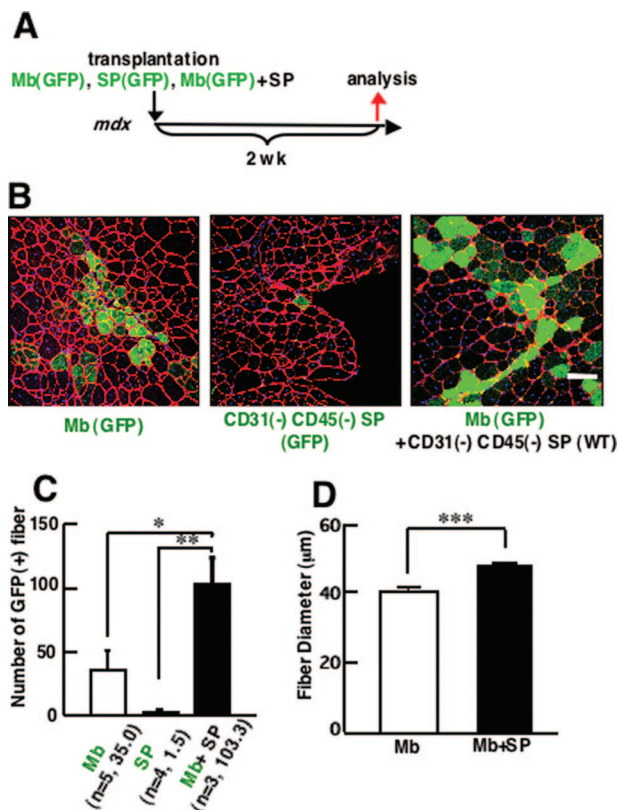 A
transplantation
Mb(GFP), SP(GFP), Mb(GFP)+SP
analysis
mdx
2 wk
B
Mb (GFP)
CD31(-) CD45(-) SP
(GFP)
Mb (GFP)
+CD31(-) CD45(-) SP (WT)
C
Number of GFP(+) fiber
150
100
50
0
*
**
Mb
(n=5, 35.0)
SP
(n=4, 1.5)
Mb+ SP
(n=3, 103.3)
D
Fiber Diameter (µm)
60
40
20
0
***
Mb
Mb+SP